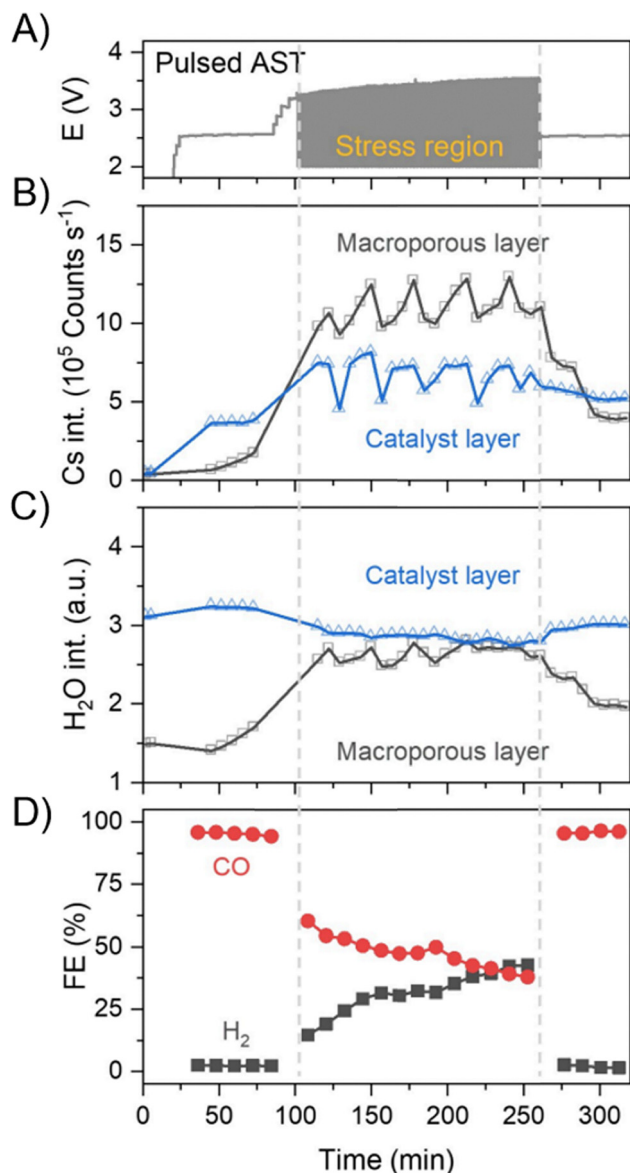 A)
Pulsed AST
4
3
2
E (V)
Stress region
B)
15
10
5
0
Cs int. (10⁵ Counts s⁻¹)
Macroporous layer
Catalyst layer
C)
4
3
2
1
H₂O int. (a.u.)
Catalyst layer
Macroporous layer
D)
100
75
50
25
0
FE (%)
CO
H₂
0 50 100 150 200 250 300
Time (min)